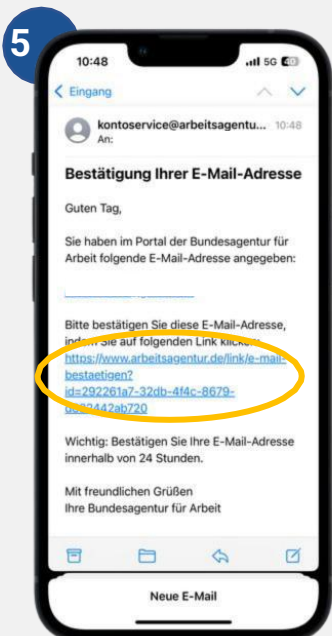 5
10:48
5G
Eingang
kontoservice@arbeitsagentu... 10:48
An:
Bestätigung Ihrer E-Mail-Adresse
Guten Tag,
Sie haben im Portal der Bundesagentur für
Arbeit folgende E-Mail-Adresse angegeben:
Bitte bestätigen Sie diese E-Mail-Adresse,
indem Sie auf folgenden Link klicken:
https://www.arbeitsagentur.de/link/e-mail-
bestaetigen?
id=292261a7-32db-4f4c-8679-
Wichtig: Bestätigen Sie Ihre E-Mail-Adresse
innerhalb von 24 Stunden.
Mit freundlichen Grüßen
Ihre Bundesagentur für Arbeit
Neue E-Mail